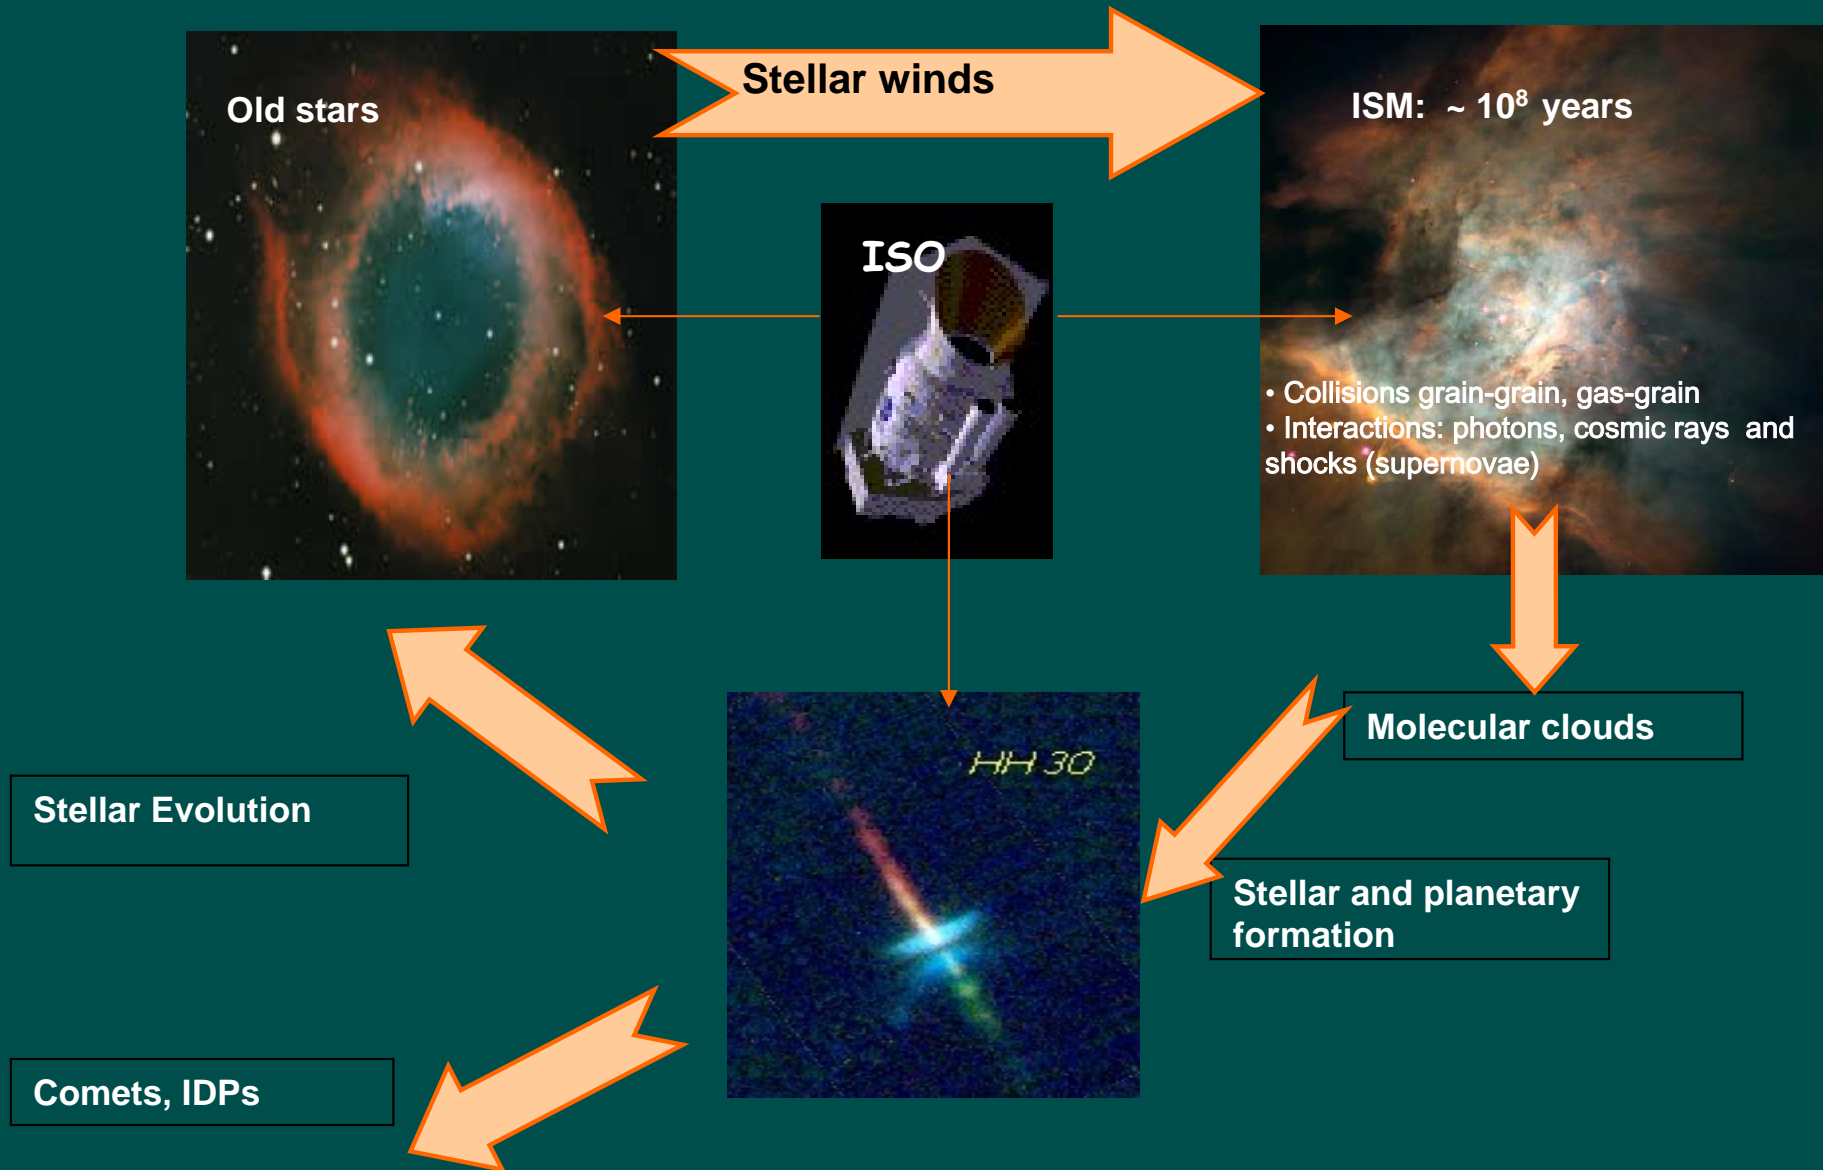 Stellar winds
Old stars
ISM:  ~ 10⁸ years
ISO
• Collisions grain-grain, gas-grain
• Interactions: photons, cosmic rays  and
shocks (supernovae)
Molecular clouds
HH 30
Stellar Evolution
Stellar and planetary
formation
Comets, IDPs